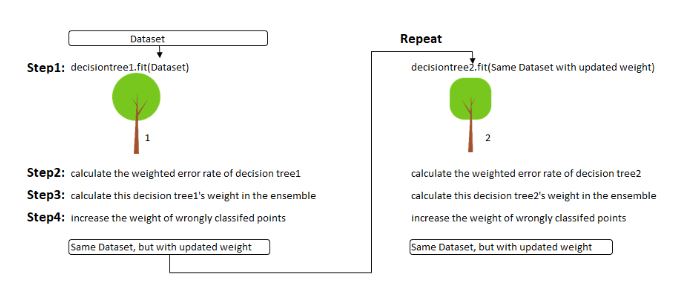 Dataset
Step1: decisiontree1.fit(Dataset)
1
Step2: calculate the weighted error rate of decision tree1
Step3: calculate this decision tree1's weight in the ensemble
Step4: increase the weight of wrongly classifed points
Same Dataset, but with updated weight
Repeat
decisiontree2.fit(Same Dataset with updated weight)
2
calculate the weighted error rate of decision tree2
calculate this decision tree2's weight in the ensemble
increase the weight of wrongly classifed points
Same Dataset, but with updated weight